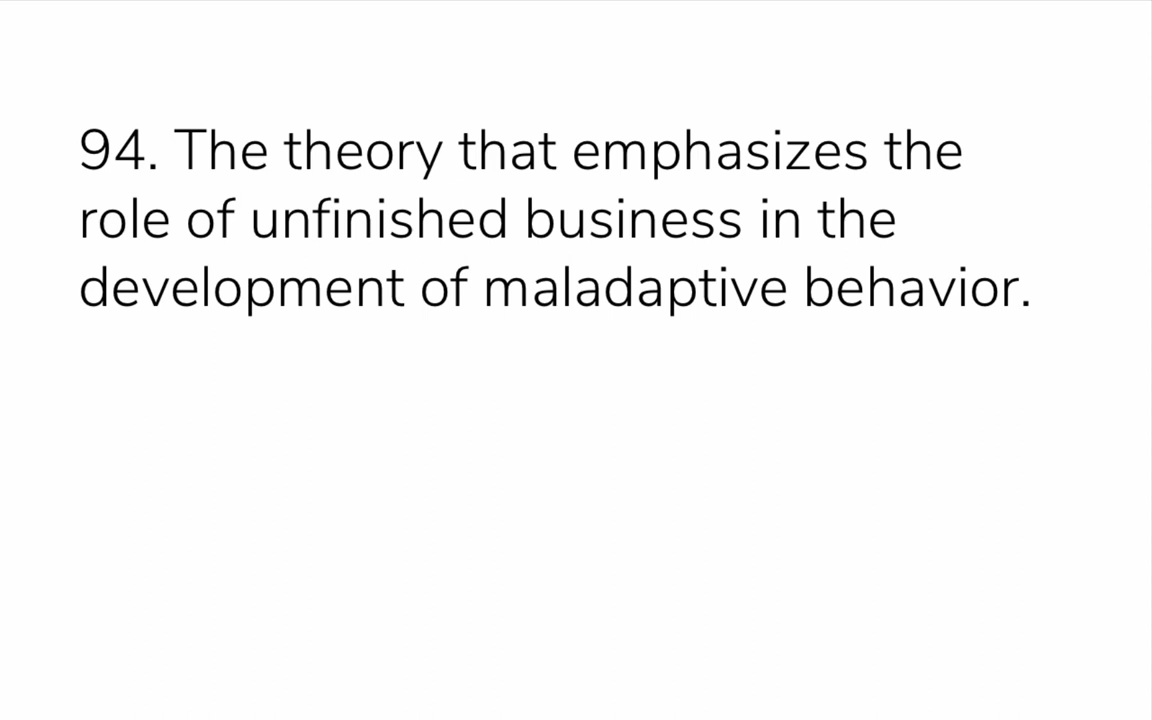 94. The theory that emphasizes the
role of unfinished business in the
development of maladaptive behavior.